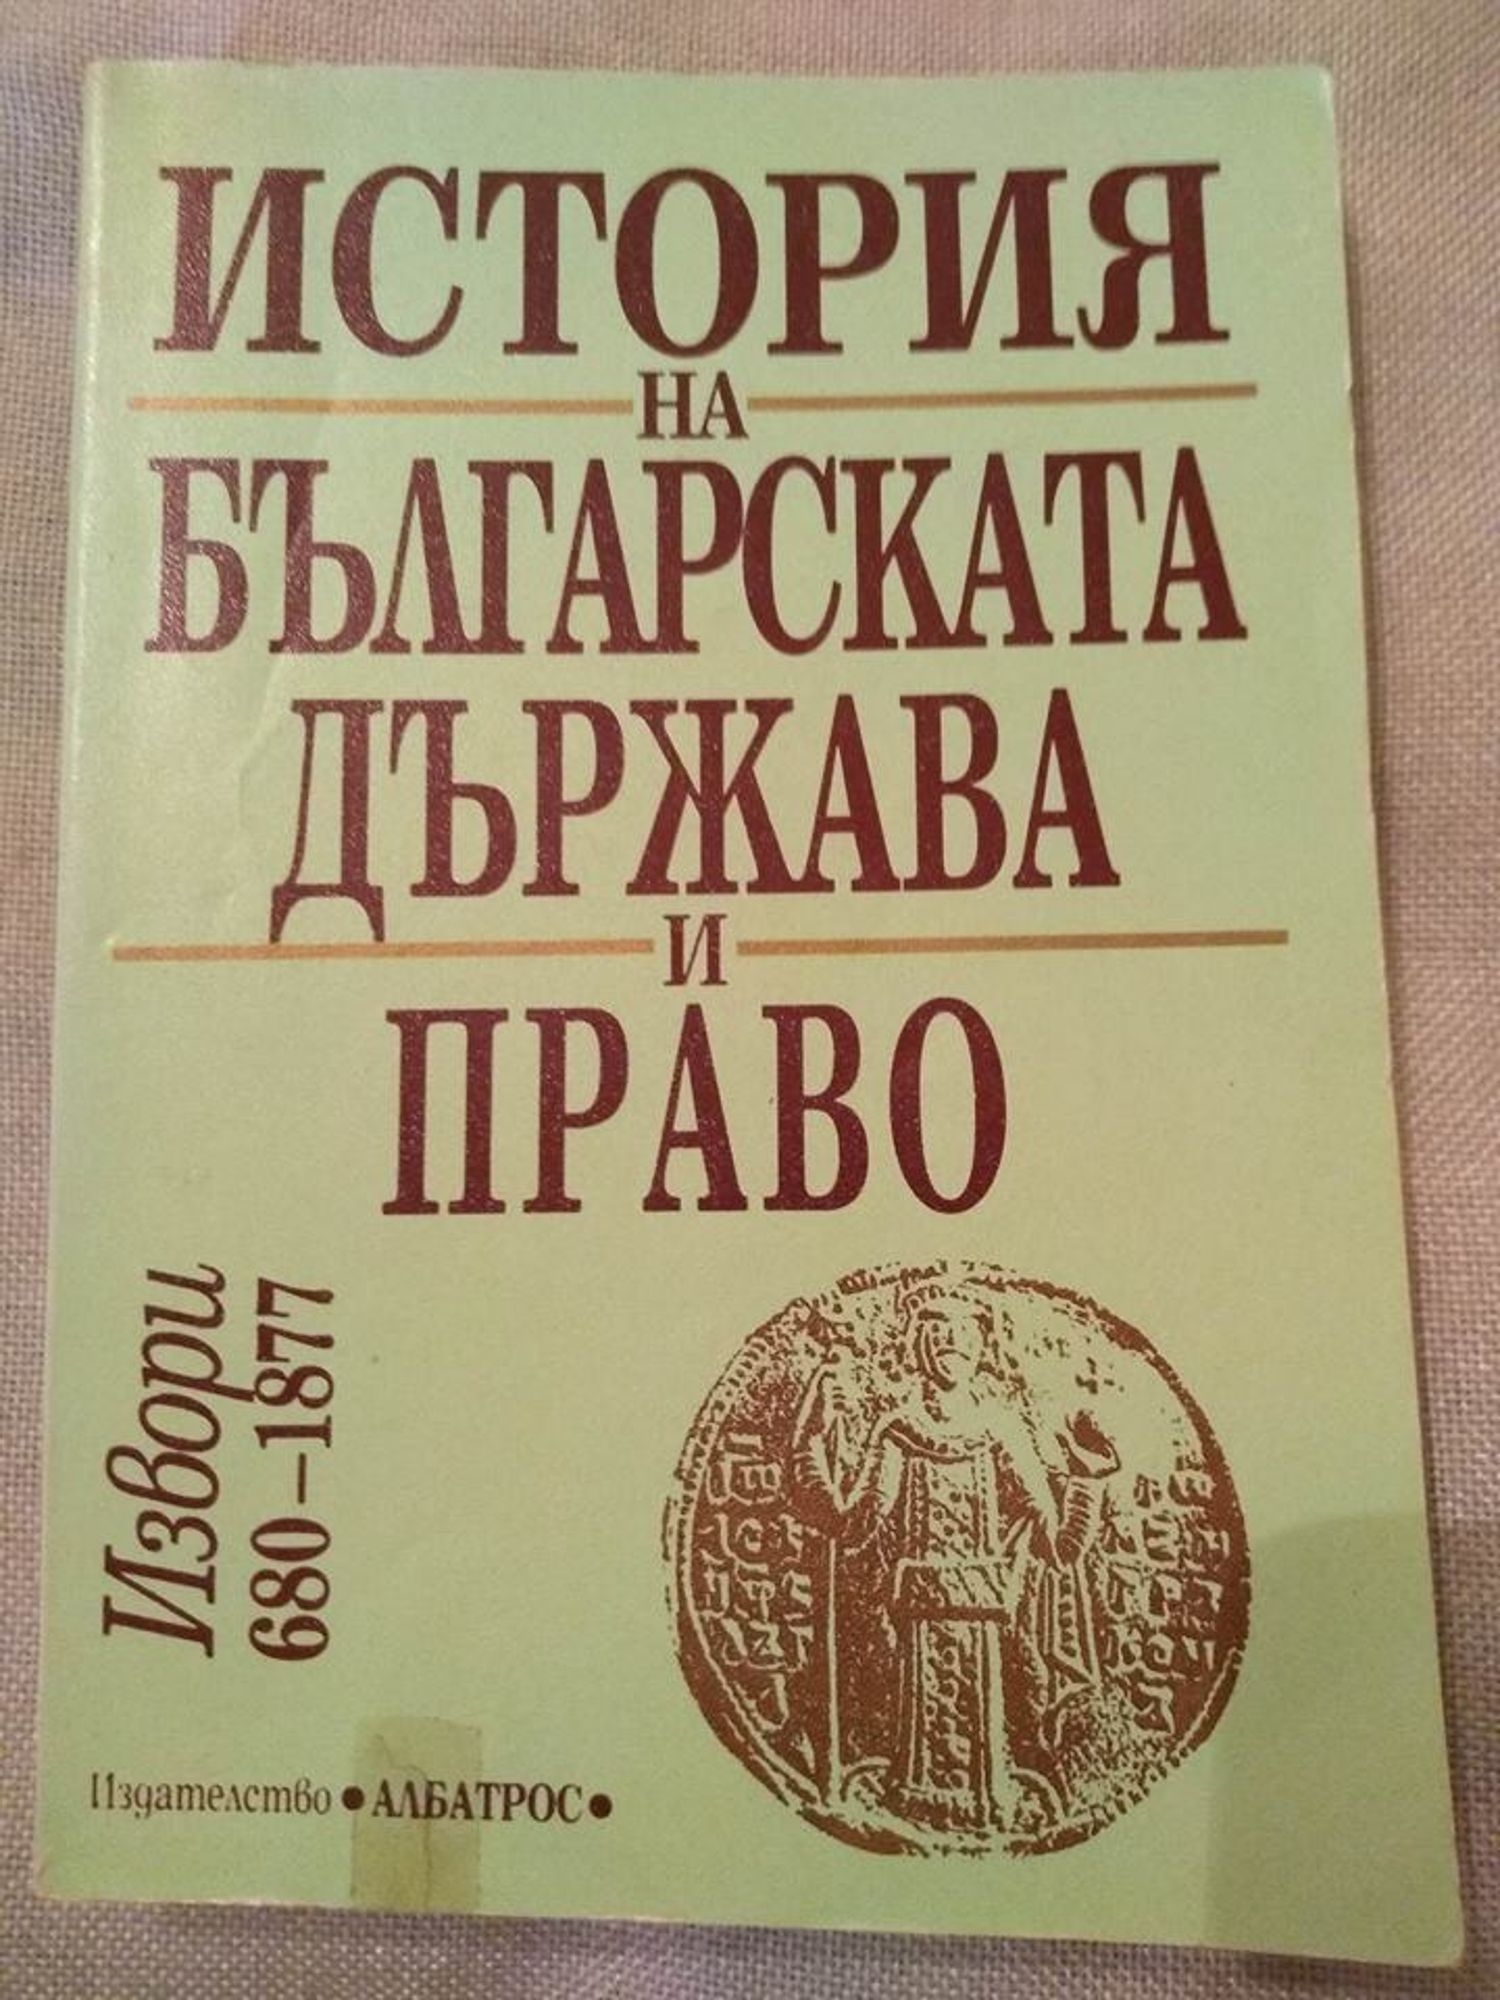 ИСТОРИЯ
НА
БЪЛГАРСКАТА
ДЪРЖАВА
И
ПРАВО
Извори
680–1877
Издателство • АЛБАТРОС •